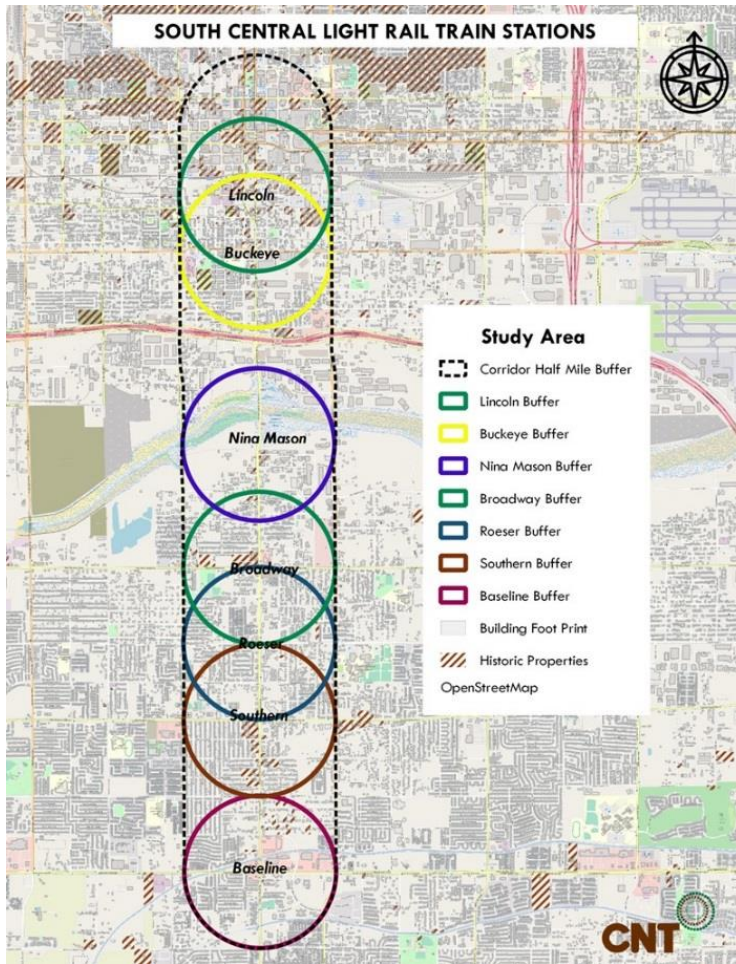 SOUTH CENTRAL LIGHT RAIL TRAIN STATIONS
Lincoln
Buckeye
Nina Mason
Broadway
Roeser
Southern
Baseline
Study Area
Corridor Half Mile Buffer
Lincoln Buffer
Buckeye Buffer
Nina Mason Buffer
Broadway Buffer
Roeser Buffer
Southern Buffer
Baseline Buffer
Building Foot Print
Historic Properties
OpenStreetMap
CNT